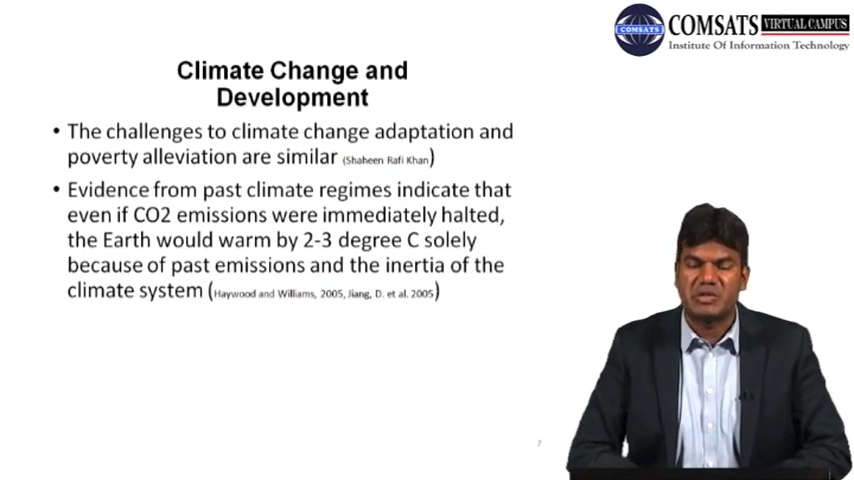 COMSATS
COMSATS VIRTUAL CAMPUS
Institute Of Information Technology
Climate Change and
Development
• The challenges to climate change adaptation and
poverty alleviation are similar (Shaheen Rafi Khan)
• Evidence from past climate regimes indicate that
even if CO2 emissions were immediately halted,
the Earth would warm by 2-3 degree C solely
because of past emissions and the inertia of the
climate system (Haywood and Williams, 2005, Jiang, D. et al. 2005)
7